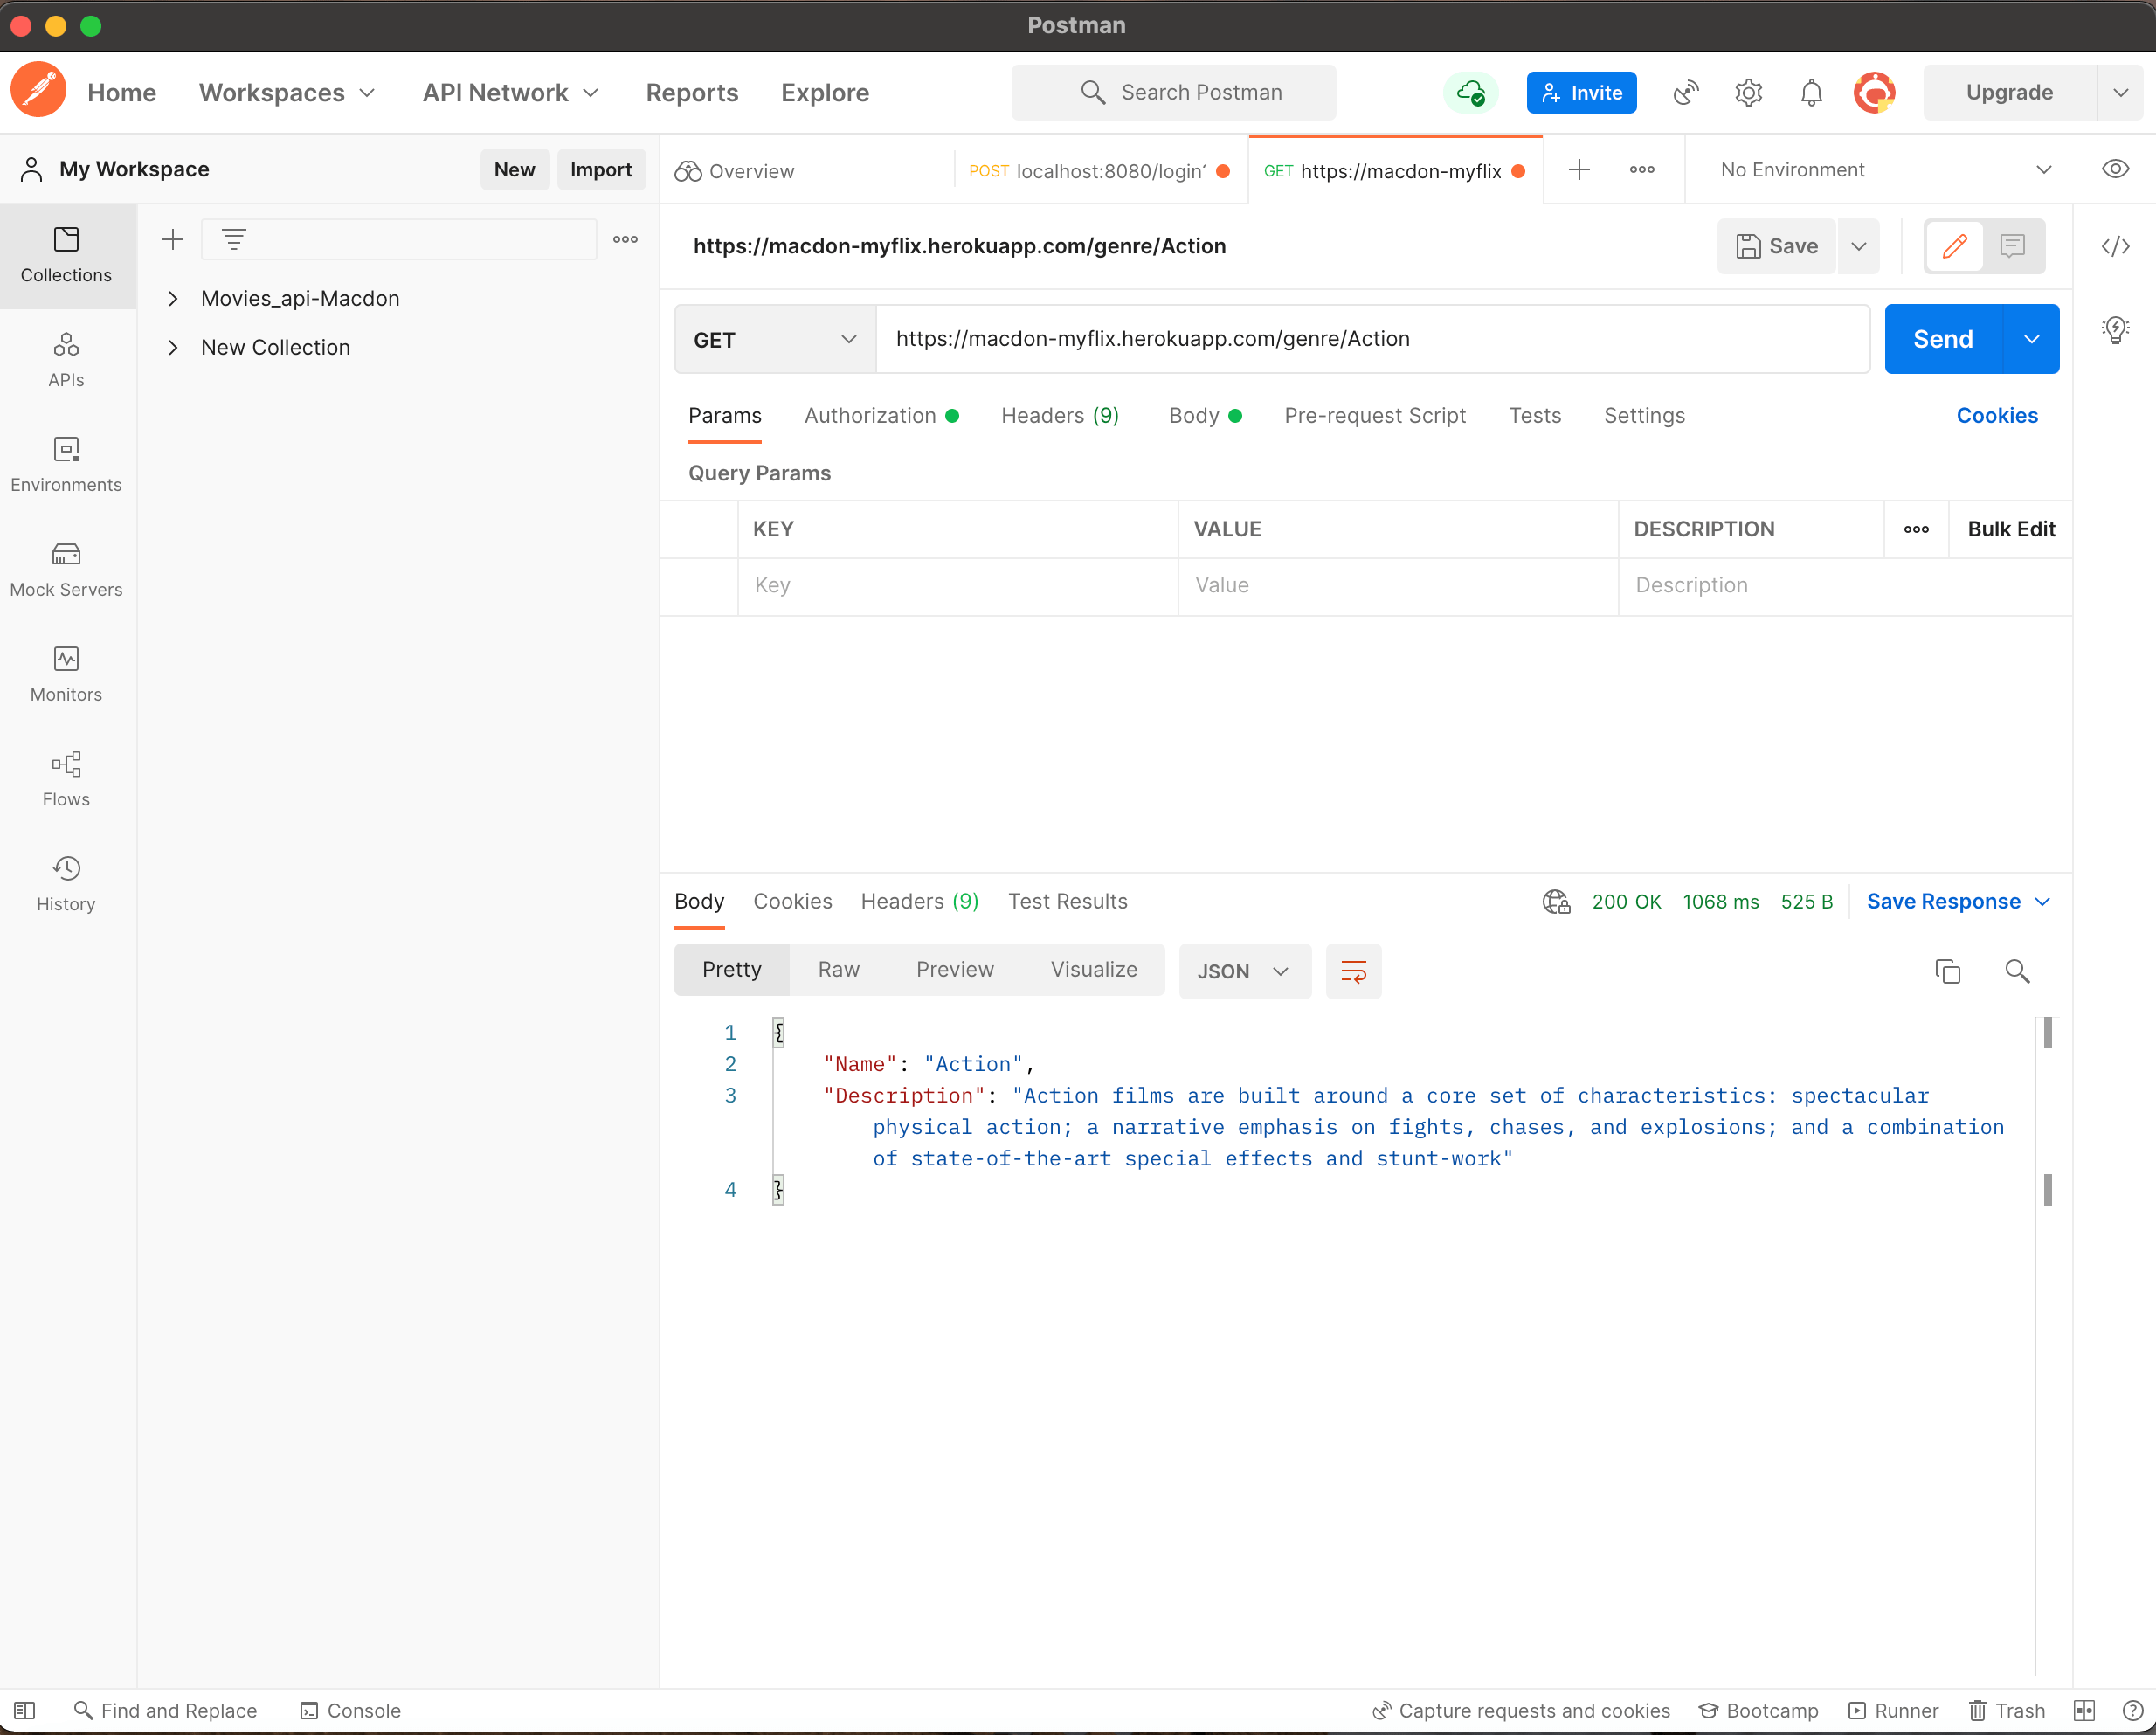 Postman
Home Workspaces API Network Reports Explore Search Postman Invite Upgrade
My Workspace New Import Overview POST localhost:8080/login GET https://macdon-myflix No Environment
Collections
APIs
Environments
Mock Servers
Monitors
Flows
History
Movies_api-Macdon
New Collection
https://macdon-myflix.herokuapp.com/genre/Action Save
GET https://macdon-myflix.herokuapp.com/genre/Action Send
Params Authorization Headers (9) Body Pre-request Script Tests Settings Cookies
Query Params
KEY VALUE DESCRIPTION Bulk Edit
Key Value Description
Body Cookies Headers (9) Test Results 200 OK 1068 ms 525 B Save Response
Pretty Raw Preview Visualize JSON
1 {
2 "Name": "Action",
3 "Description": "Action films are built around a core set of characteristics: spectacular
physical action; a narrative emphasis on fights, chases, and explosions; and a combination
of state-of-the-art special effects and stunt-work"
4 }
Find and Replace Console Capture requests and cookies Bootcamp Runner Trash